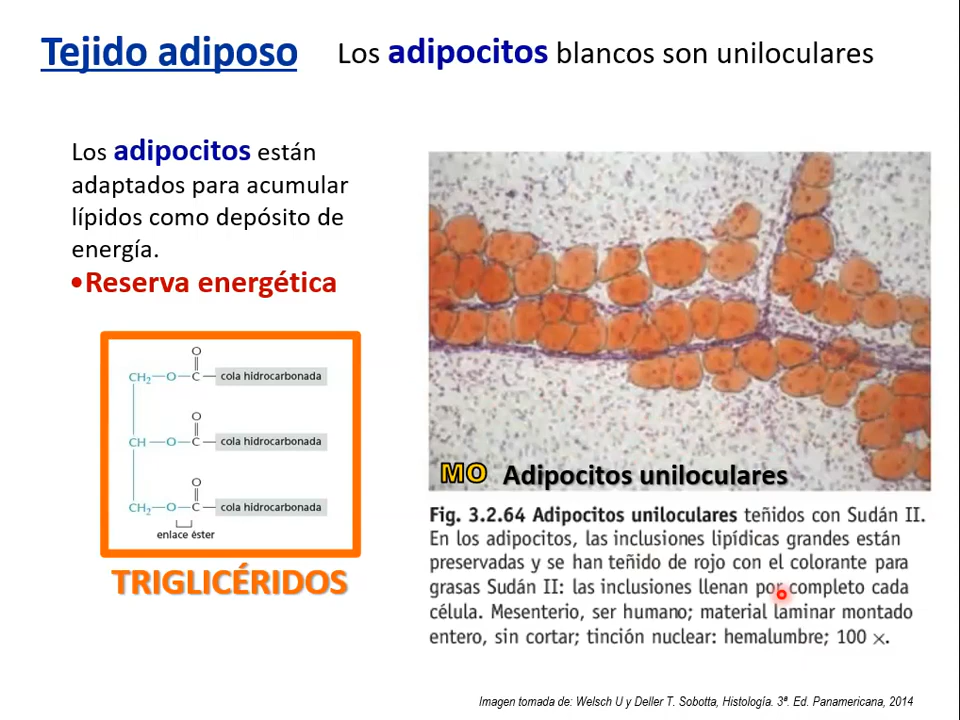 Tejido adiposo
Los adipocitos blancos son uniloculares
Los adipocitos están
adaptados para acumular
lípidos como depósito de
energía.
•Reserva energética
O
CH2—O—C—cola hidrocarbonada
O
CH—O—C—cola hidrocarbonada
O
CH2—O—C—cola hidrocarbonada
enlace éster
TRIGLICÉRIDOS
MO Adipocitos uniloculares
Fig. 3.2.64 Adipocitos uniloculares teñidos con Sudán II.
En los adipocitos, las inclusiones lipídicas grandes están
preservadas y se han teñido de rojo con el colorante para
grasas Sudán II: las inclusiones llenan por completo cada
célula. Mesenterio, ser humano; material laminar montado
entero, sin cortar; tinción nuclear: hemalumbre; 100 ×.
Imagen tomada de: Welsch U y Deller T. Sobotta, Histología. 3ª. Ed. Panamericana, 2014